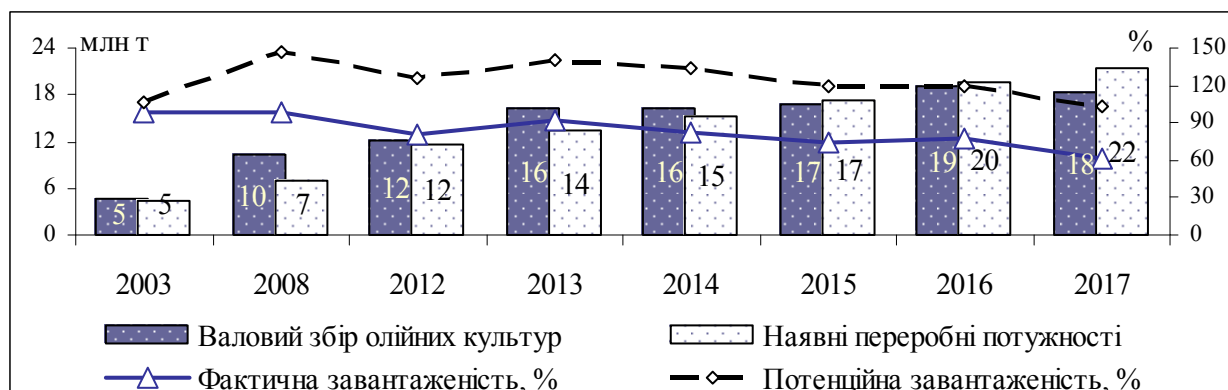 млн т %
24 150
18 120
12 90
6 60
0 30
0
5 5 10 7 12 12 16 14 16 15 17 17 19 20 18 22
2003 2008 2012 2013 2014 2015 2016 2017
Валовий збір олійних культур Наявні переробні потужності
Фактична завантаженість, % Потенційна завантаженість, %